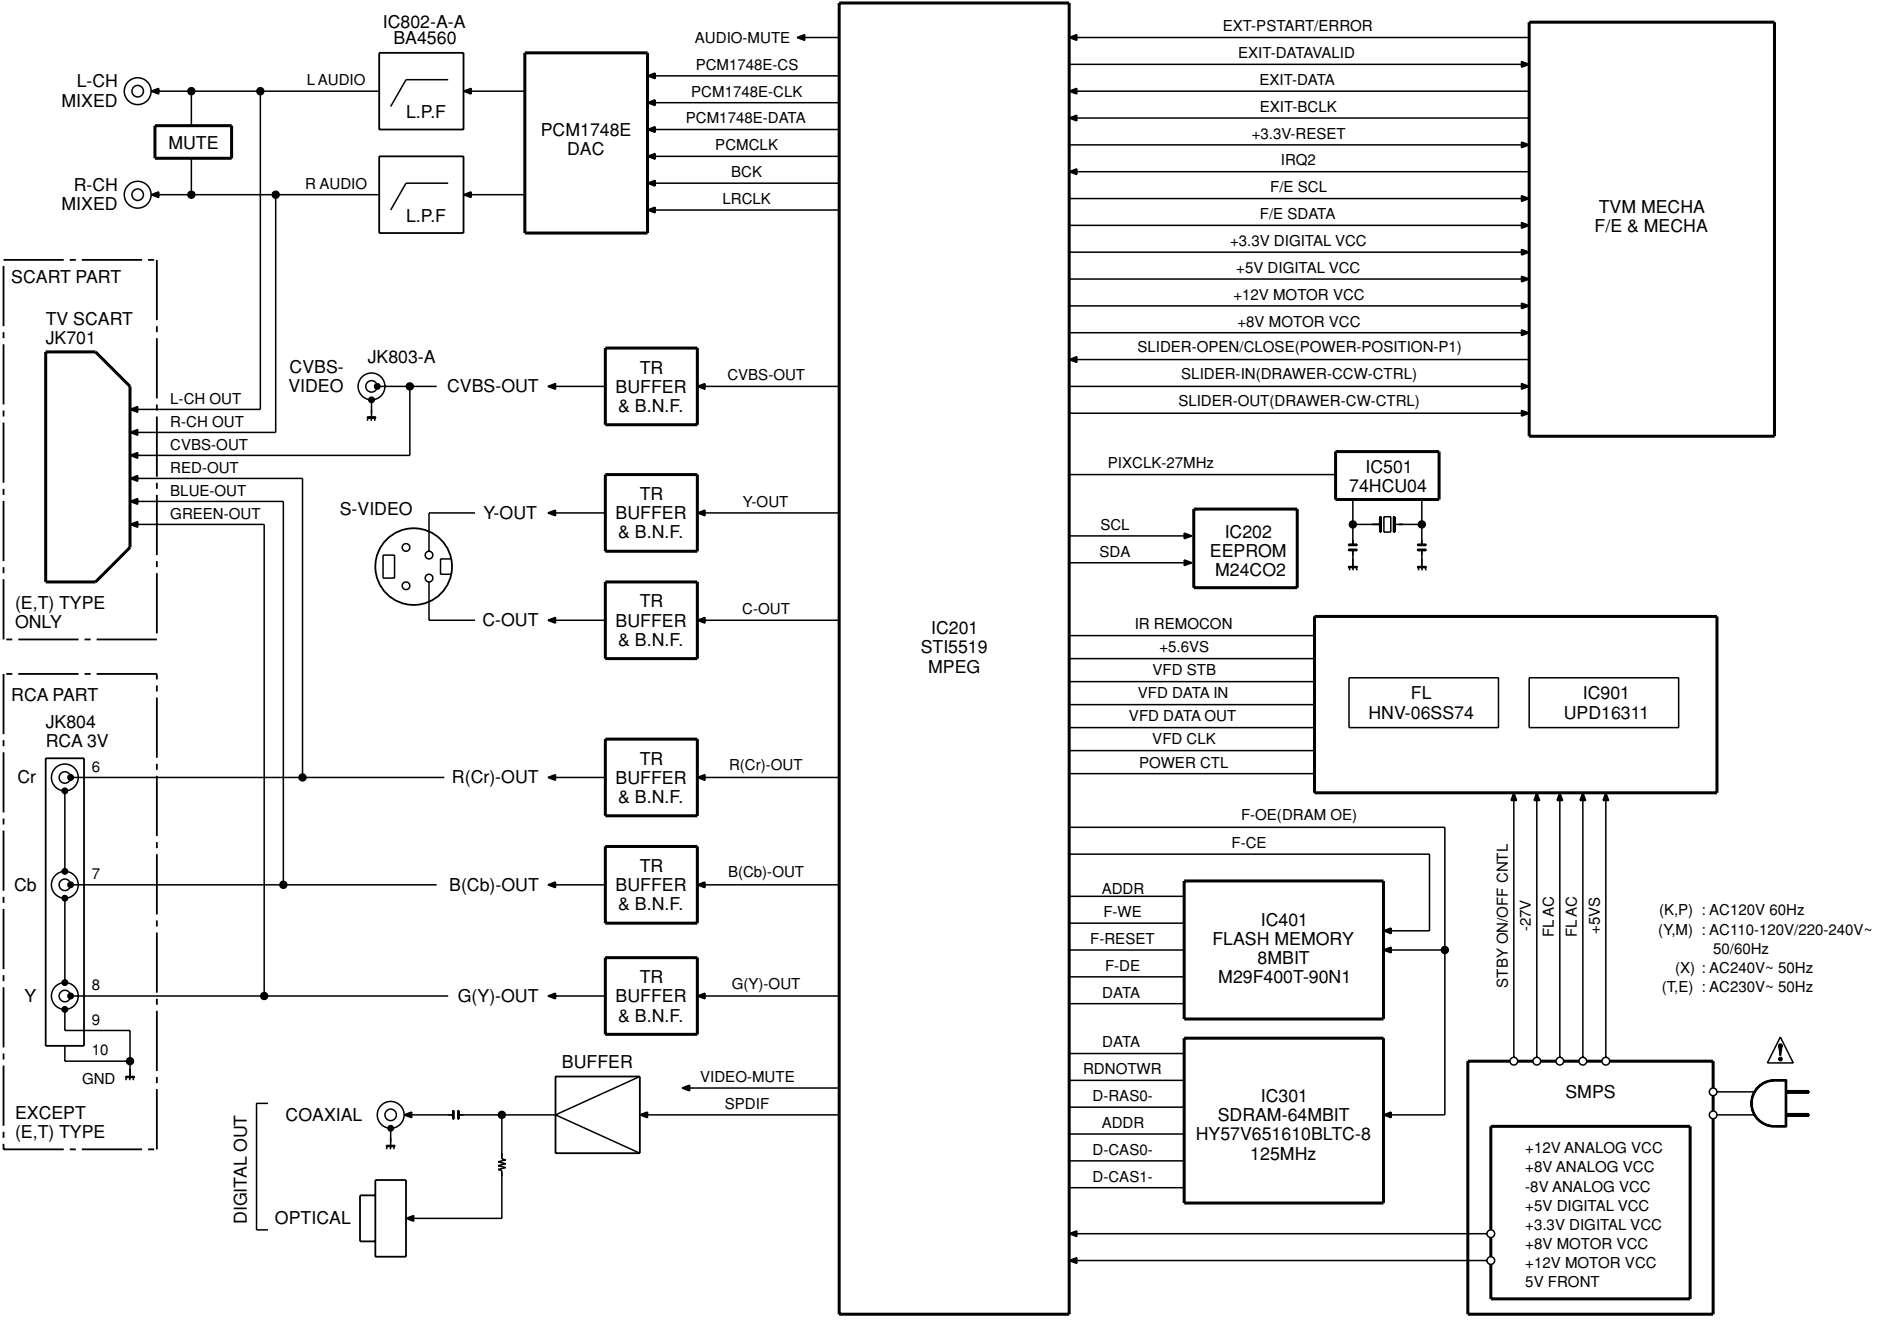 IC802-A-A
BA4560
L-CH
MIXED
L AUDIO
L.P.F
MUTE
R-CH
MIXED
R AUDIO
L.P.F
PCM1748E
DAC
AUDIO-MUTE
PCM1748E-CS
PCM1748E-CLK
PCM1748E-DATA
PCMCLK
BCK
LRCLK
SCART PART
TV SCART
JK701
L-CH OUT
R-CH OUT
CVBS-OUT
RED-OUT
BLUE-OUT
GREEN-OUT
(E,T) TYPE
ONLY
CVBS-
VIDEO
JK803-A
CVBS-OUT
TR
BUFFER
& B.N.F.
CVBS-OUT
S-VIDEO
Y-OUT
TR
BUFFER
& B.N.F.
Y-OUT
C-OUT
TR
BUFFER
& B.N.F.
C-OUT
RCA PART
JK804
RCA 3V
Cr
6
R(Cr)-OUT
TR
BUFFER
& B.N.F.
R(Cr)-OUT
Cb
7
B(Cb)-OUT
TR
BUFFER
& B.N.F.
B(Cb)-OUT
Y
8
G(Y)-OUT
TR
BUFFER
& B.N.F.
G(Y)-OUT
9
10
GND
EXCEPT
(E,T) TYPE
BUFFER
VIDEO-MUTE
SPDIF
DIGITAL OUT
COAXIAL
OPTICAL
IC201
STI5519
MPEG
EXT-PSTART/ERROR
EXIT-DATAVALID
EXIT-DATA
EXIT-BCLK
+3.3V-RESET
IRQ2
F/E SCL
F/E SDATA
+3.3V DIGITAL VCC
+5V DIGITAL VCC
+12V MOTOR VCC
+8V MOTOR VCC
SLIDER-OPEN/CLOSE(POWER-POSITION-P1)
SLIDER-IN(DRAWER-CCW-CTRL)
SLIDER-OUT(DRAWER-CW-CTRL)
TVM MECHA
F/E & MECHA
PIXCLK-27MHz
IC501
74HCU04
SCL
SDA
IC202
EEPROM
M24CO2
IR REMOCON
+5.6VS
VFD STB
VFD DATA IN
VFD DATA OUT
VFD CLK
POWER CTL
FL
HNV-06SS74
IC901
UPD16311
F-OE(DRAM OE)
F-CE
ADDR
F-WE
F-RESET
F-DE
DATA
IC401
FLASH MEMORY
8MBIT
M29F400T-90N1
DATA
RDNOTWR
D-RAS0-
ADDR
D-CAS0-
D-CAS1-
IC301
SDRAM-64MBIT
HY57V651610BLTC-8
125MHz
STBY ON/OFF CNTL
-27V
FL AC
FL AC
+5VS
(K,P) : AC120V 60Hz
(Y,M) : AC110-120V/220-240V~
50/60Hz
(X) : AC240V~ 50Hz
(T,E) : AC230V~ 50Hz
SMPS
+12V ANALOG VCC
+8V ANALOG VCC
-8V ANALOG VCC
+5V DIGITAL VCC
+3.3V DIGITAL VCC
+8V MOTOR VCC
+12V MOTOR VCC
5V FRONT